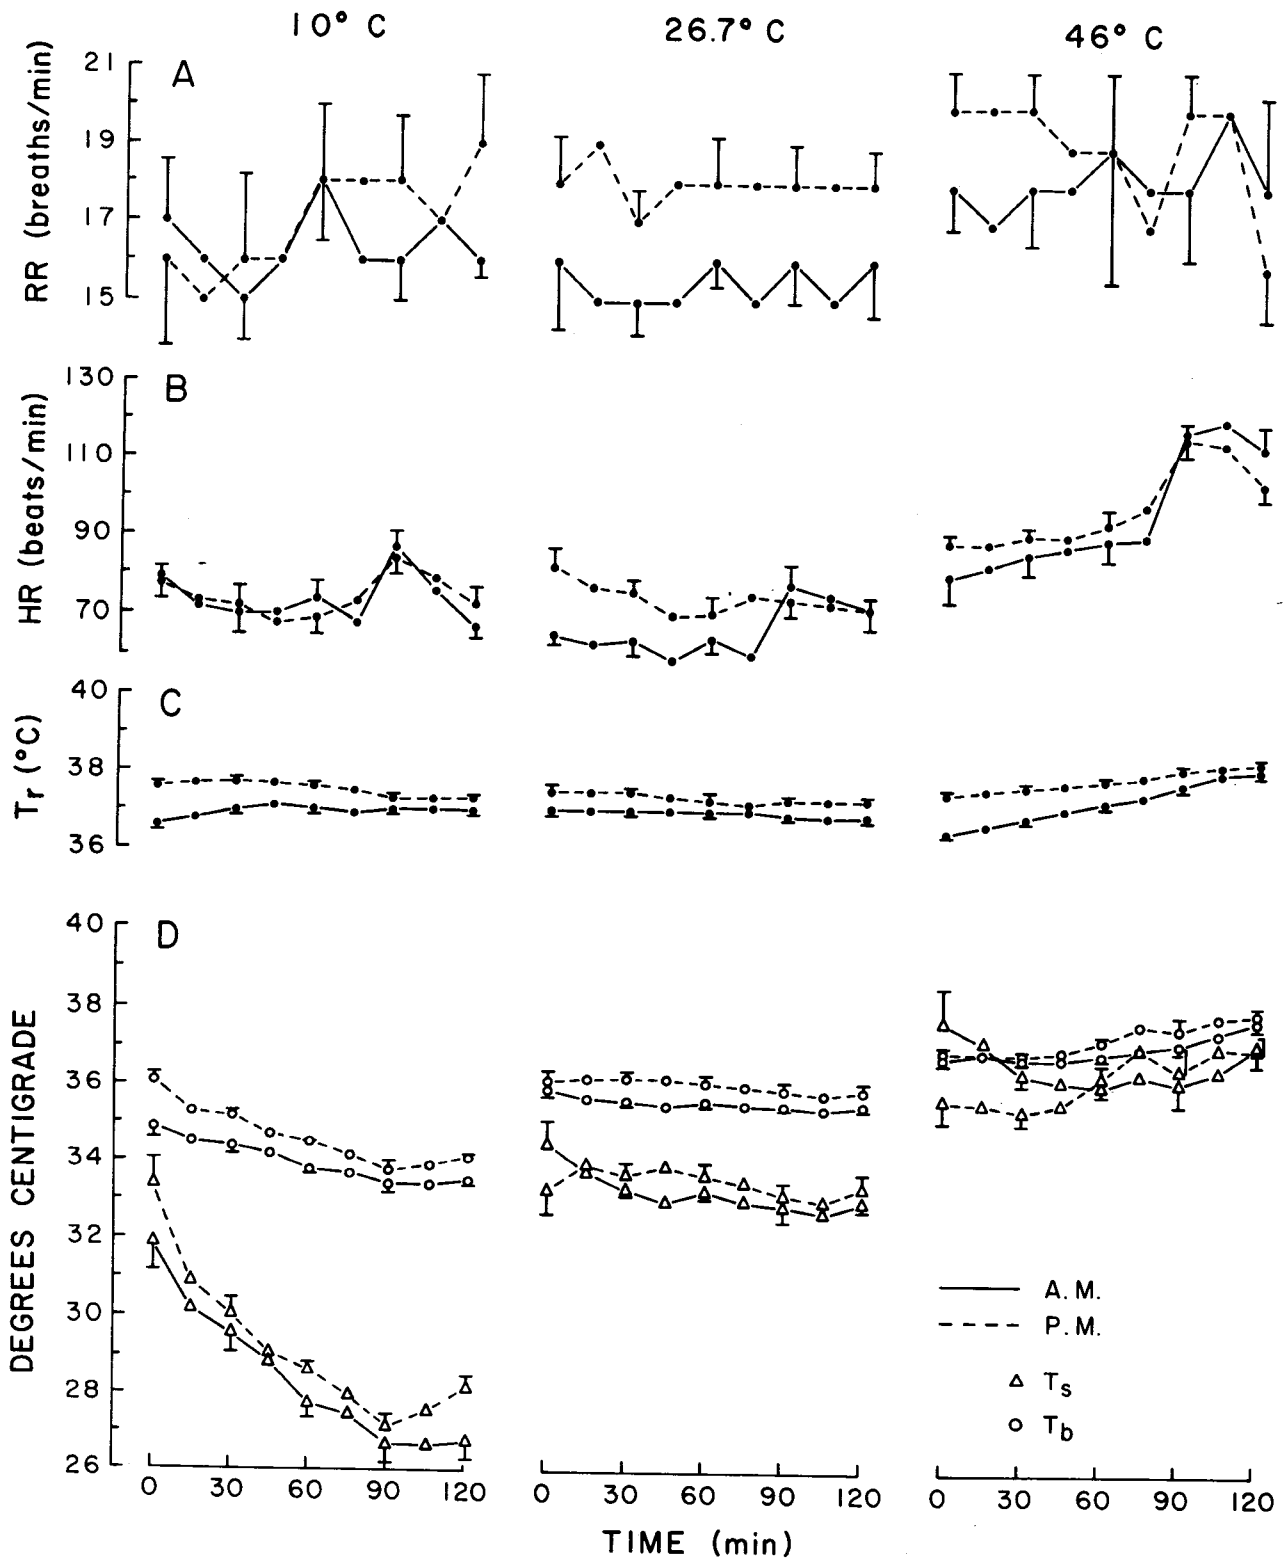 10° C 26.7° C 46° C
A
RR (breaths/min)
21
19
17
15
B
HR (beats/min)
130
110
90
70
C
Tr (°C)
40
38
36
D
DEGREES CENTIGRADE
40
38
36
34
32
30
28
26
A.M.
P.M.
Ts
Tb
0 30 60 90 120 0 30 60 90 120 0 30 60 90 120
TIME (min)